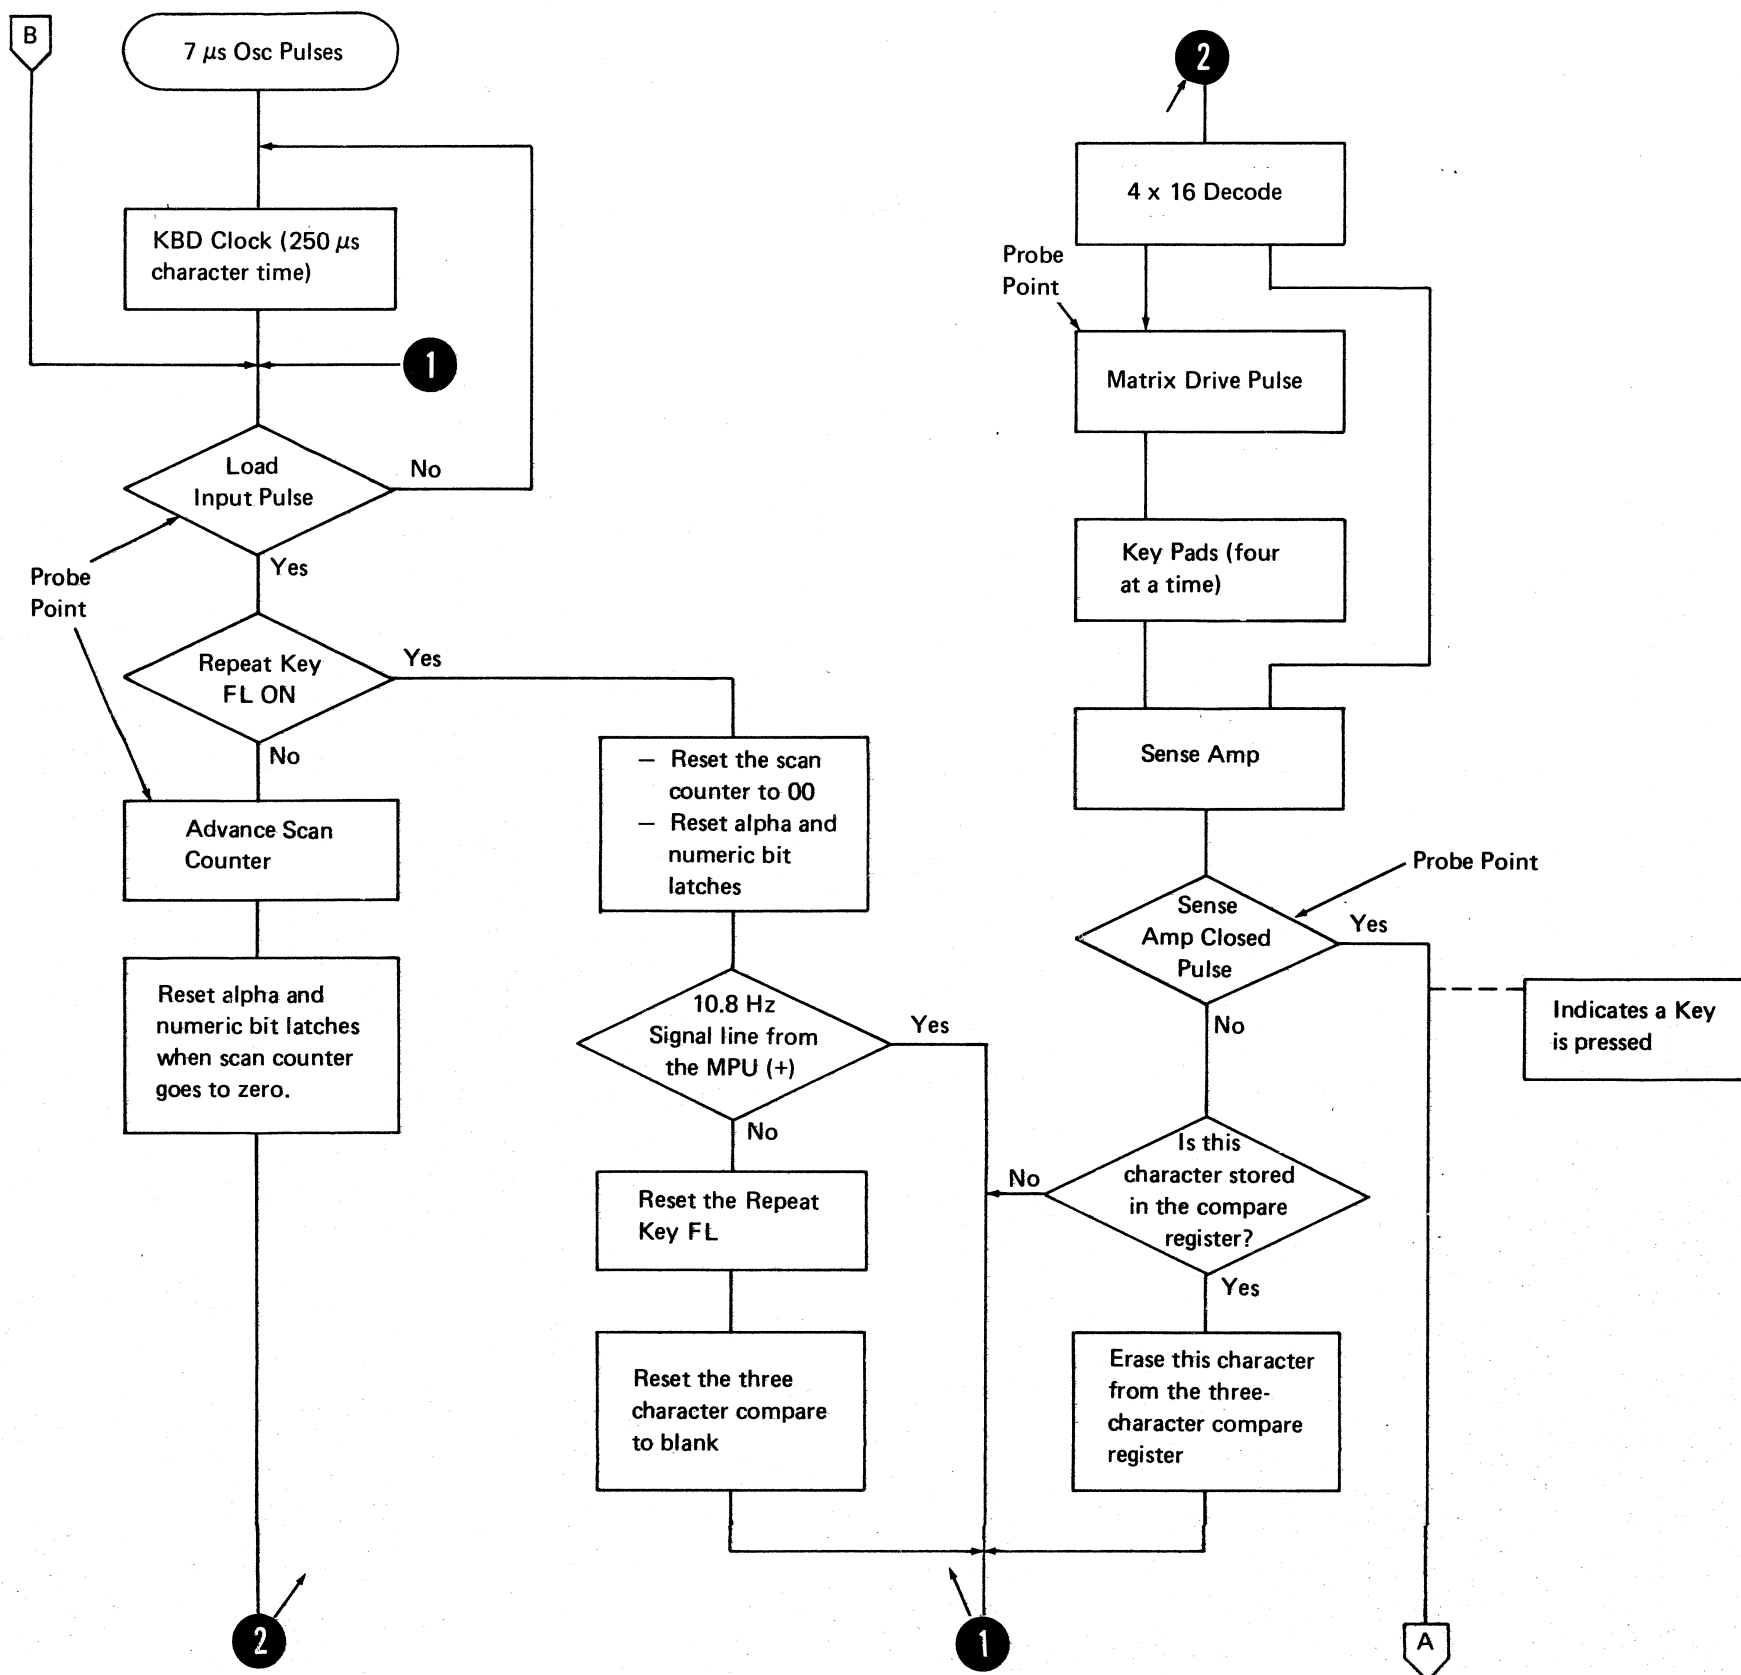 B
7 μs Osc Pulses
KBD Clock (250 μs
character time)
1
Load
Input Pulse
No
Yes
Probe
Point
Repeat Key
FL ON
Yes
No
Advance Scan
Counter
Reset alpha and
numeric bit latches
when scan counter
goes to zero.
2
— Reset the scan
counter to 00
— Reset alpha and
numeric bit
latches
10.8 Hz
Signal line from
the MPU (+)
Yes
No
Reset the Repeat
Key FL
Reset the three
character compare
to blank
1
2
4 x 16 Decode
Probe
Point
Matrix Drive Pulse
Key Pads (four
at a time)
Sense Amp
Probe Point
Sense
Amp Closed
Pulse
Yes
No
Indicates a Key
is pressed
Is this
character stored
in the compare
register?
No
Yes
Erase this character
from the three-
character compare
register
A